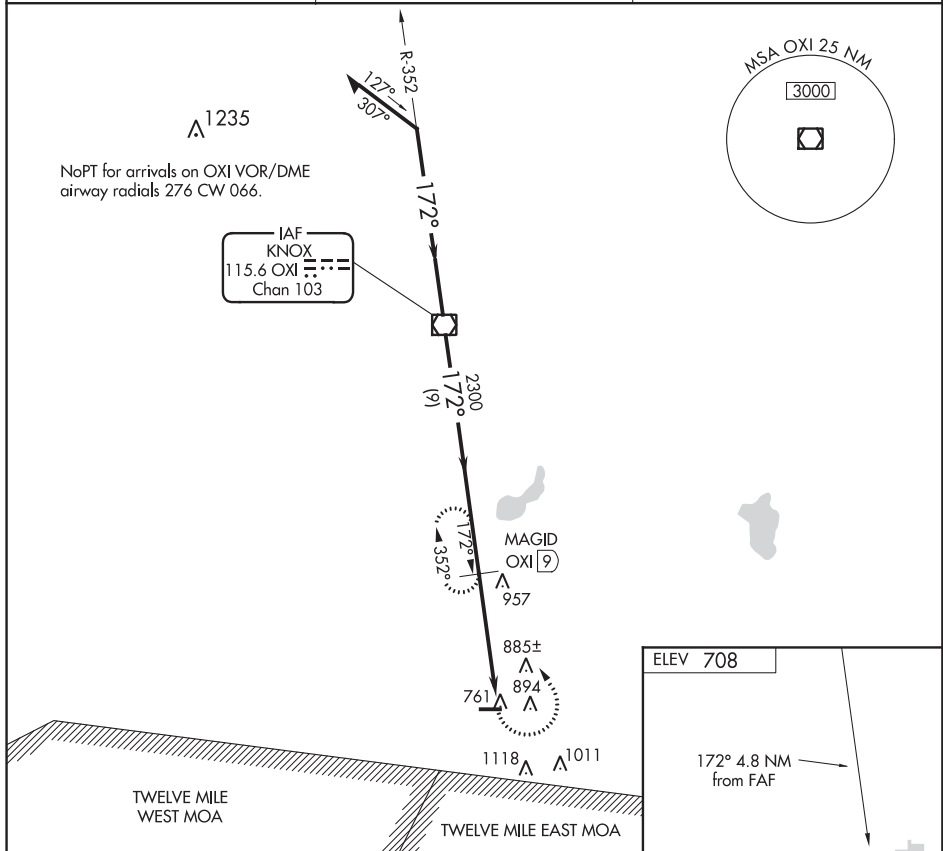 R-352
127°
307°
MSA OXI 25 NM
3000
1235
NoPT for arrivals on OXI VOR/DME
airway radials 276 CW 066.
172°
IAF
KNOX
115.6 OXI
Chan 103
2300
172°
(9)
172°
352°
MAGID
OXI 9
957
885±
761
894
1118
1011
TWELVE MILE
WEST MOA
TWELVE MILE EAST MOA
ELEV 708
172° 4.8 NM
from FAF